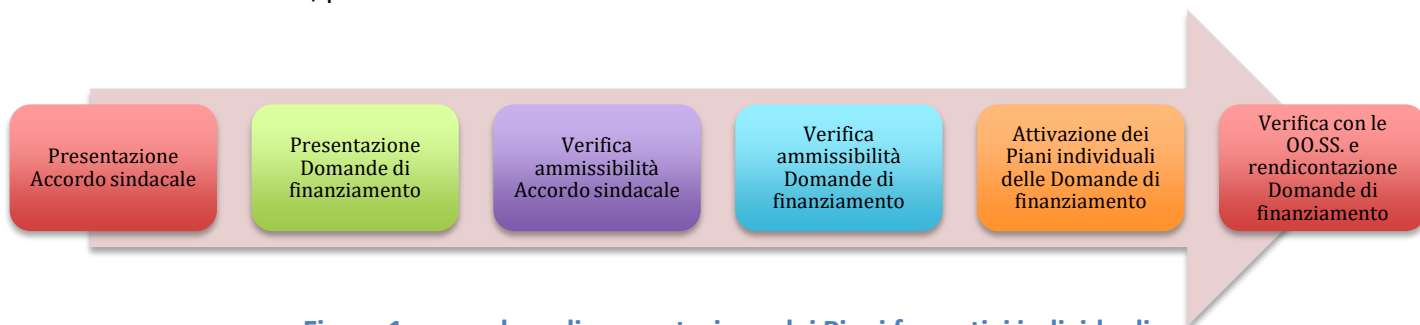 Presentazione
Accordo sindacale
Presentazione
Domande di
finanziamento
Verifica
ammissibilità
Accordo sindacale
Verifica
ammissibilità
Domande di
finanziamento
Attivazione dei
Piani individuali
delle Domande di
finanziamento
Verifica con le
OO.SS. e
rendicontazione
Domande di
finanziamento